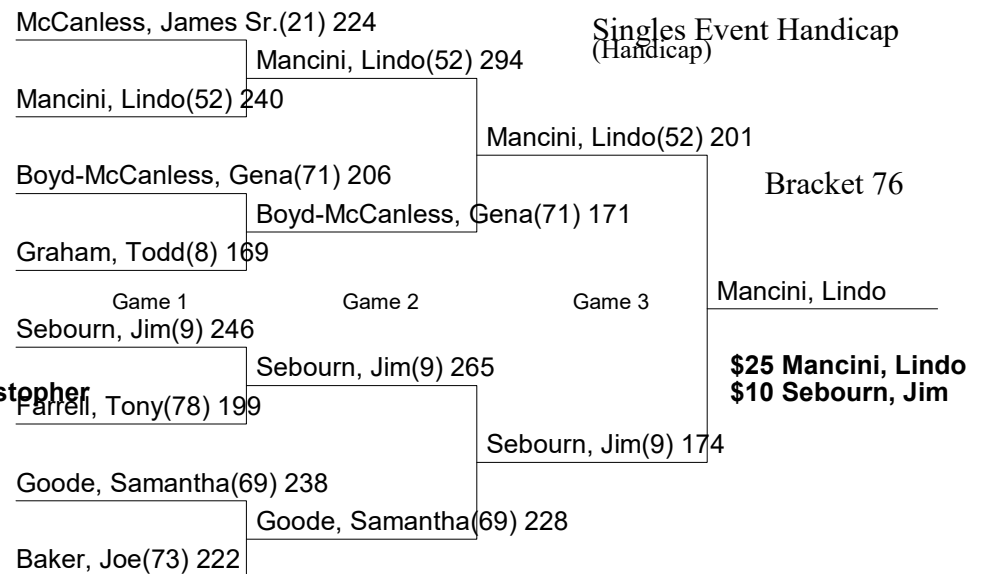 McCanless, James Sr.(21) 224
Singles Event Handicap
(Handicap)
Mancini, Lindo(52) 294
Mancini, Lindo(52) 240
Mancini, Lindo(52) 201
Boyd-McCanless, Gena(71) 206
Bracket 76
Boyd-McCanless, Gena(71) 171
Graham, Todd(8) 169
Game 1 Game 2 Game 3
Mancini, Lindo
Sebourn, Jim(9) 246
Sebourn, Jim(9) 265
$25 Mancini, Lindo
stopher
$10 Sebourn, Jim
Farrell, Tony(78) 199
Sebourn, Jim(9) 174
Goode, Samantha(69) 238
Goode, Samantha(69) 228
Baker, Joe(73) 222